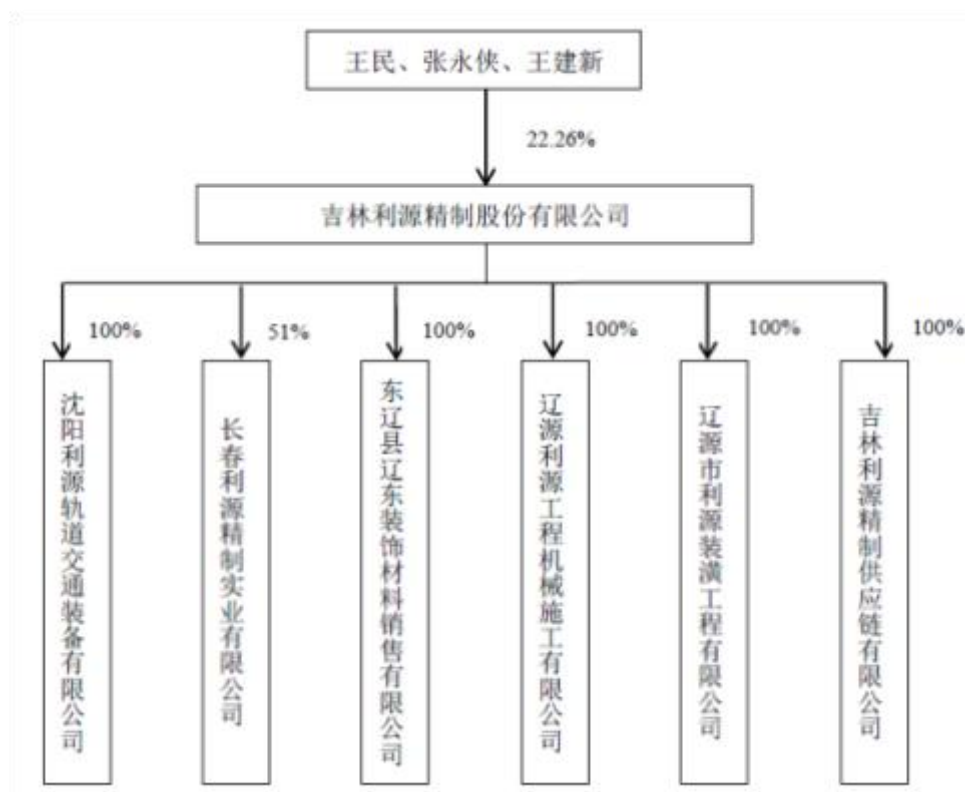 王民、张永侠、王建新
22.26%
吉林利源精制股份有限公司
100%
51%
100%
100%
100%
100%
沈阳利源轨道交通装备有限公司
长春利源精制实业有限公司
东辽县辽东装饰材料销售有限公司
辽源利源工程机械施工有限公司
辽源市利源装潢工程有限公司
吉林利源精制供应链有限公司